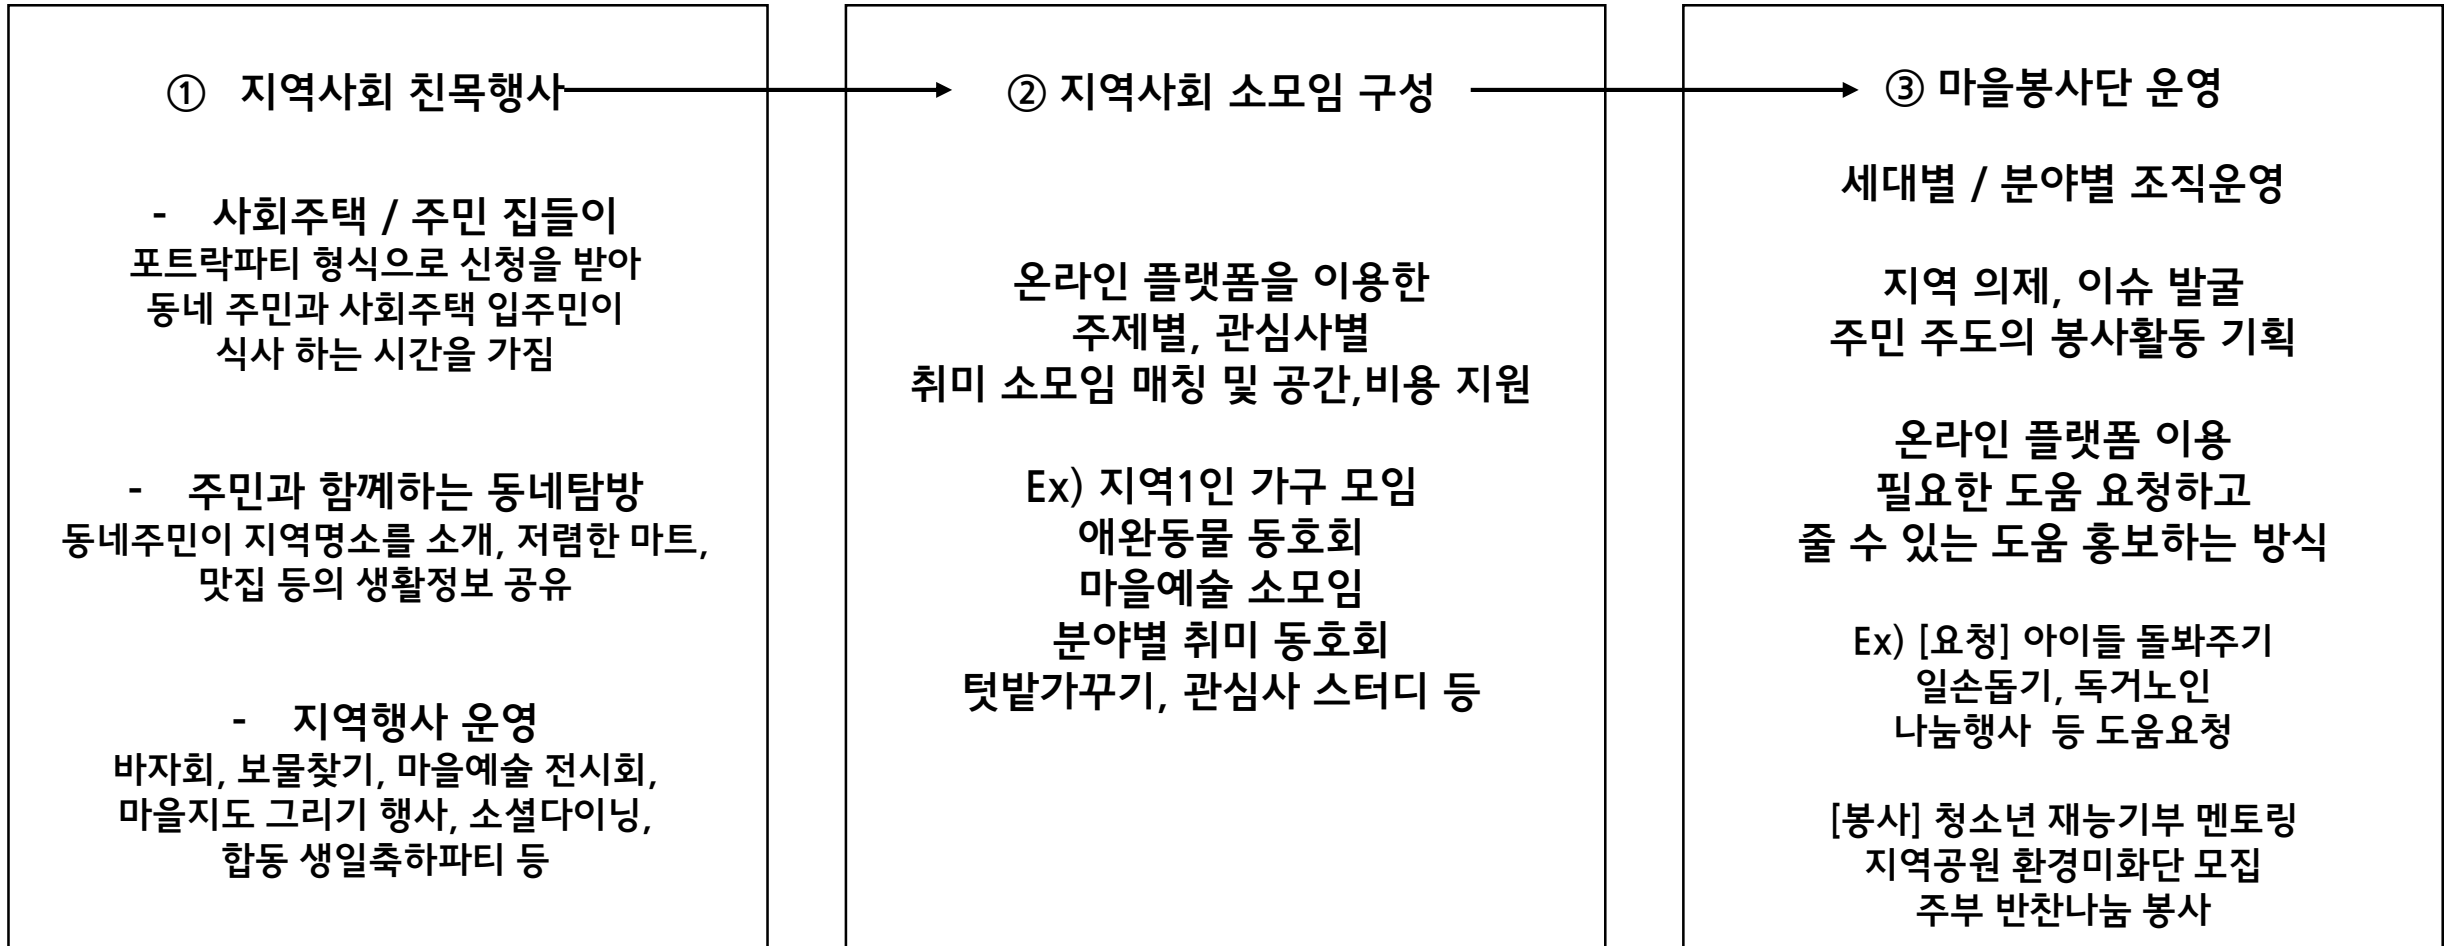 ① 지역사회 친목행사
- 사회주택 / 주민 집들이
포트락파티 형식으로 신청을 받아
동네 주민과 사회주택 입주민이
식사 하는 시간을 가짐
- 주민과 함꼐하는 동네탐방
동네주민이 지역명소를 소개, 저렴한 마트,
맛집 등의 생활정보 공유
- 지역행사 운영
바자회, 보물찾기, 마을예술 전시회,
마을지도 그리기 행사, 소셜다이닝,
합동 생일축하파티 등
② 지역사회 소모임 구성
온라인 플랫폼을 이용한
주제별, 관심사별
취미 소모임 매칭 및 공간,비용 지원
Ex) 지역1인 가구 모임
애완동물 동호회
마을예술 소모임
분야별 취미 동호회
텃밭가꾸기, 관심사 스터디 등
③ 마을봉사단 운영
세대별 / 분야별 조직운영
지역 의제, 이슈 발굴
주민 주도의 봉사활동 기획
온라인 플랫폼 이용
필요한 도움 요청하고
줄 수 있는 도움 홍보하는 방식
Ex) [요청] 아이들 돌봐주기
일손돕기, 독거노인
나눔행사 등 도움요청
[봉사] 청소년 재능기부 멘토링
지역공원 환경미화단 모집
주부 반찬나눔 봉사